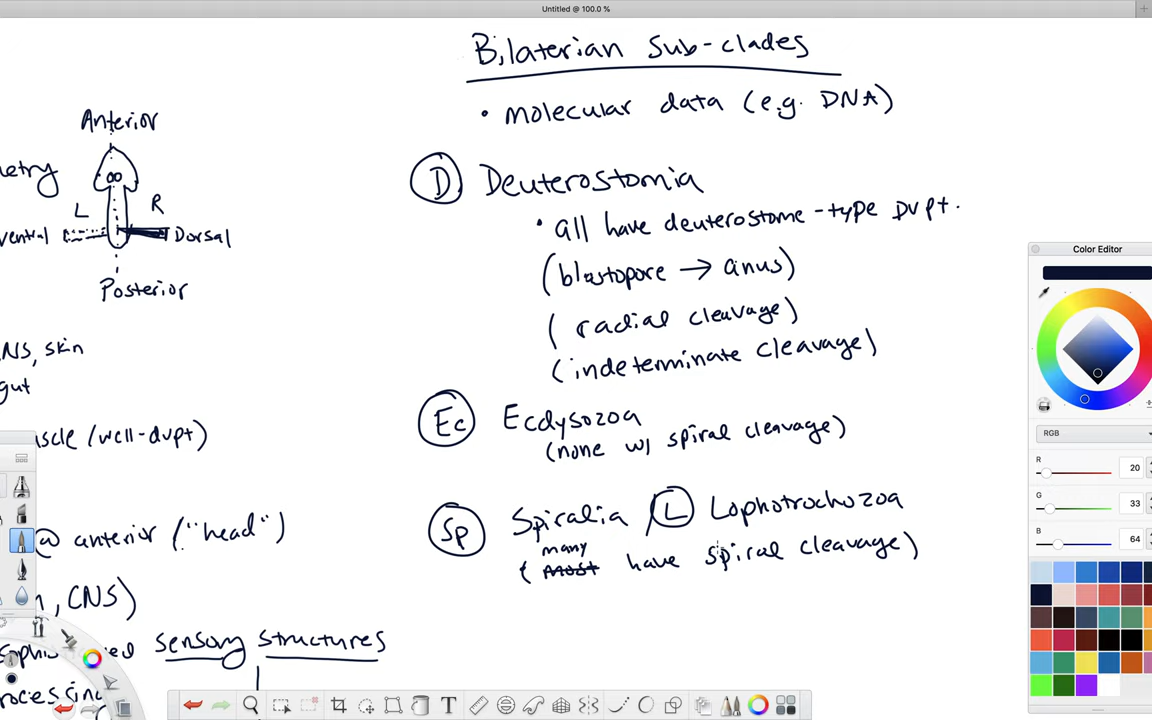 Untitled @ 100.0 %
Bilaterian Sub-clades
• molecular data (e.g. DNA)
D Deuterostomia
• all have deuterostome-type Dvpt.
(blastopore → anus)
(radial cleavage)
(indeterminate cleavage)
Ec Ecdysozoa
(none w/ spiral cleavage)
Sp Spiralia / L Lophotrochozoa
many
(most have spiral cleavage)
Anterior
etry
L R
ventral Dorsal
Posterior
NS, skin
gut
scle (well-dvpt)
@ anterior ("head")
, CNS)
sensory structures
Color Editor
RGB
R 20
G 33
B 64
T